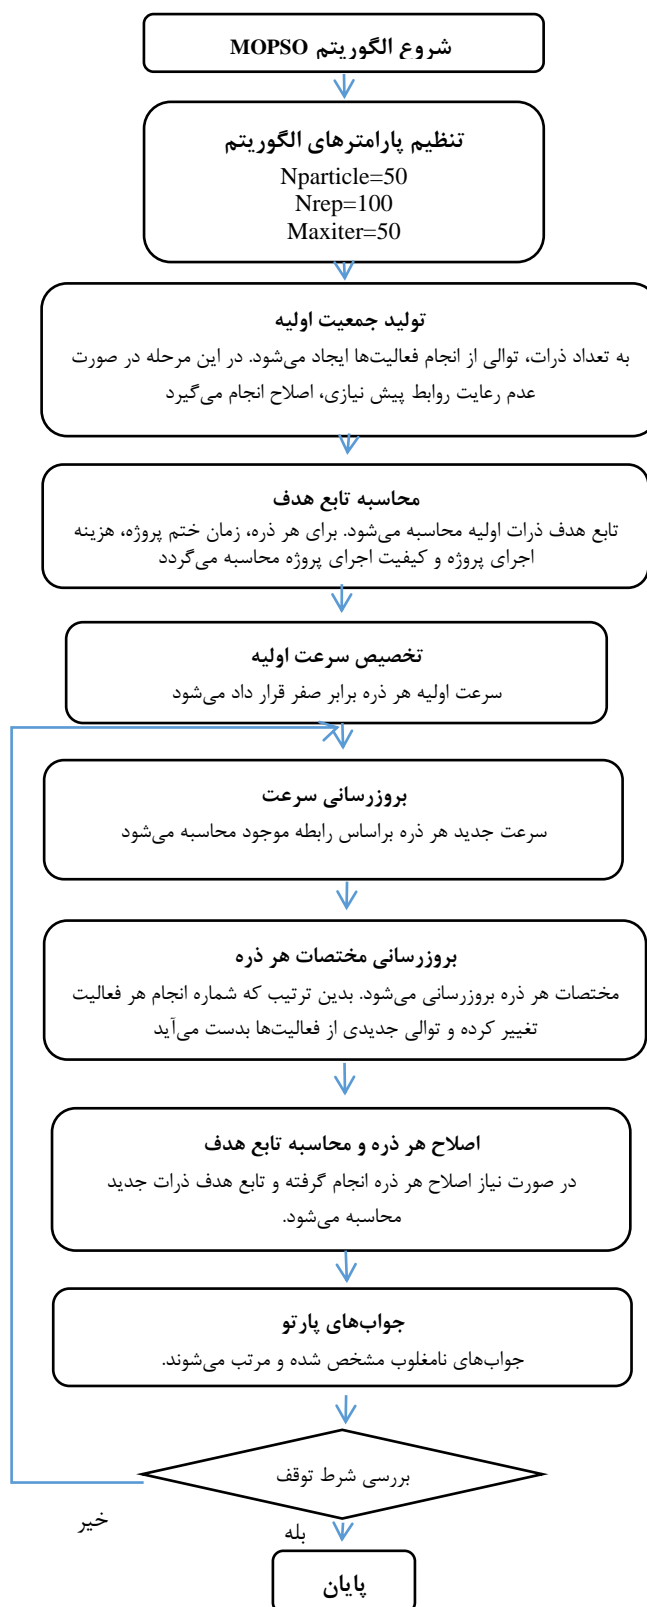 شروع الگوریتم MOPSO
تنظیم پارامترهای الگوریتم
Nparticle=50
Nrep=100
Maxiter=50
تولید جمعیت اولیه
به تعداد ذرات، توالی از انجام فعالیت‌ها ایجاد می‌شود. در این مرحله در صورت
عدم رعایت روابط پیش نیازی، اصلاح انجام می‌گیرد
محاسبه تابع هدف
تابع هدف ذرات اولیه محاسبه می‌شود. برای هر ذره، زمان ختم پروژه، هزینه
اجرای پروژه و کیفیت اجرای پروژه محاسبه می‌گردد
تخصیص سرعت اولیه
سرعت اولیه هر ذره برابر صفر قرار داد می‌شود
بروزرسانی سرعت
سرعت جدید هر ذره براساس رابطه موجود محاسبه می‌شود
بروزرسانی مختصات هر ذره
مختصات هر ذره بروزرسانی می‌شود. بدین ترتیب که شماره انجام هر فعالیت
تغییر کرده و توالی جدیدی از فعالیت‌ها بدست می‌آید
اصلاح هر ذره و محاسبه تابع هدف
در صورت نیاز اصلاح هر ذره انجام گرفته و تابع هدف ذرات جدید
محاسبه می‌شود.
جواب‌های پارتو
جواب‌های نامغلوب مشخص شده و مرتب می‌شوند.
بررسی شرط توقف
خیر
بله
پایان